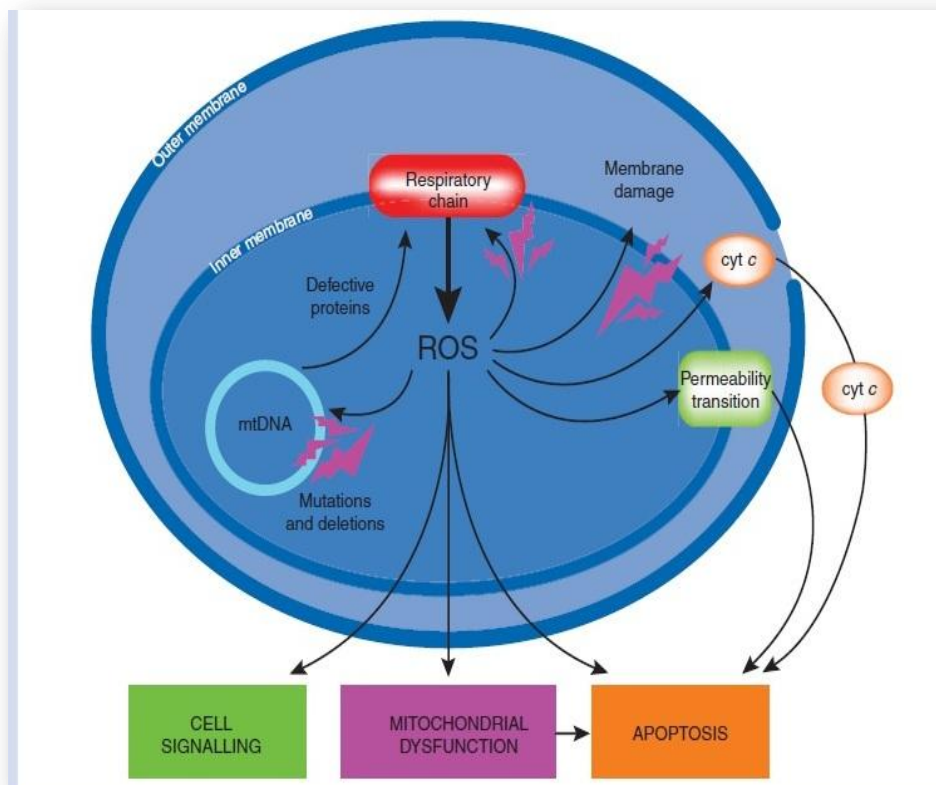 Outer membrane
Inner membrane
Respiratory
chain
Membrane
damage
cyt c
Defective
proteins
ROS
Permeability
transition
cyt c
mtDNA
Mutations
and deletions
CELL
SIGNALLING
MITOCHONDRIAL
DYSFUNCTION
APOPTOSIS